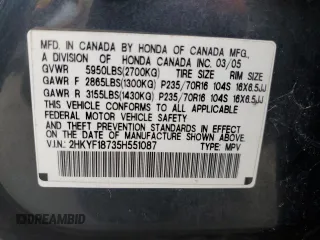 MFD. IN CANADA BY HONDA OF CANADA MFG.,
A DIVISION OF HONDA CANADA INC. 03/05
GVWR 5950LBS(2700KG) TIRE SIZE RIM SIZE
GAWR F 2865LBS(1300KG) P235/70R16 104S 16X6.5JJ
GAWR R 3155LBS(1430KG) P235/70R16 104S 16X6.5JJ
THIS VEHICLE CONFORMS TO ALL APPLICABLE
FEDERAL MOTOR VEHICLE SAFETY AND THEFT
PREVENTION STANDARDS IN EFFECT ON THE
DATE OF MANUFACTURE SHOWN ABOVE.
V.I.N.: 2HKYF18735H551087 TYPE: MPV
DREAMBID